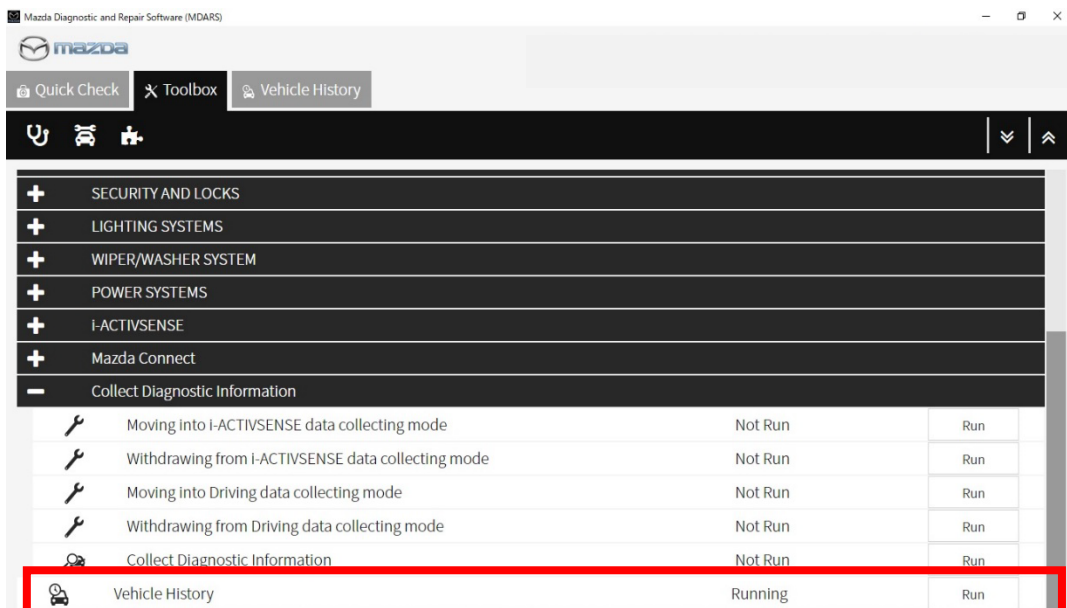 Mazda Diagnostic and Repair Software (MDARS)
mazda
Quick Check Toolbox Vehicle History
SECURITY AND LOCKS
LIGHTING SYSTEMS
WIPER/WASHER SYSTEM
POWER SYSTEMS
i-ACTIVSENSE
Mazda Connect
Collect Diagnostic Information
Moving into i-ACTIVSENSE data collecting mode Not Run Run
Withdrawing from i-ACTIVSENSE data collecting mode Not Run Run
Moving into Driving data collecting mode Not Run Run
Withdrawing from Driving data collecting mode Not Run Run
Collect Diagnostic Information Not Run Run
Vehicle History Running Run